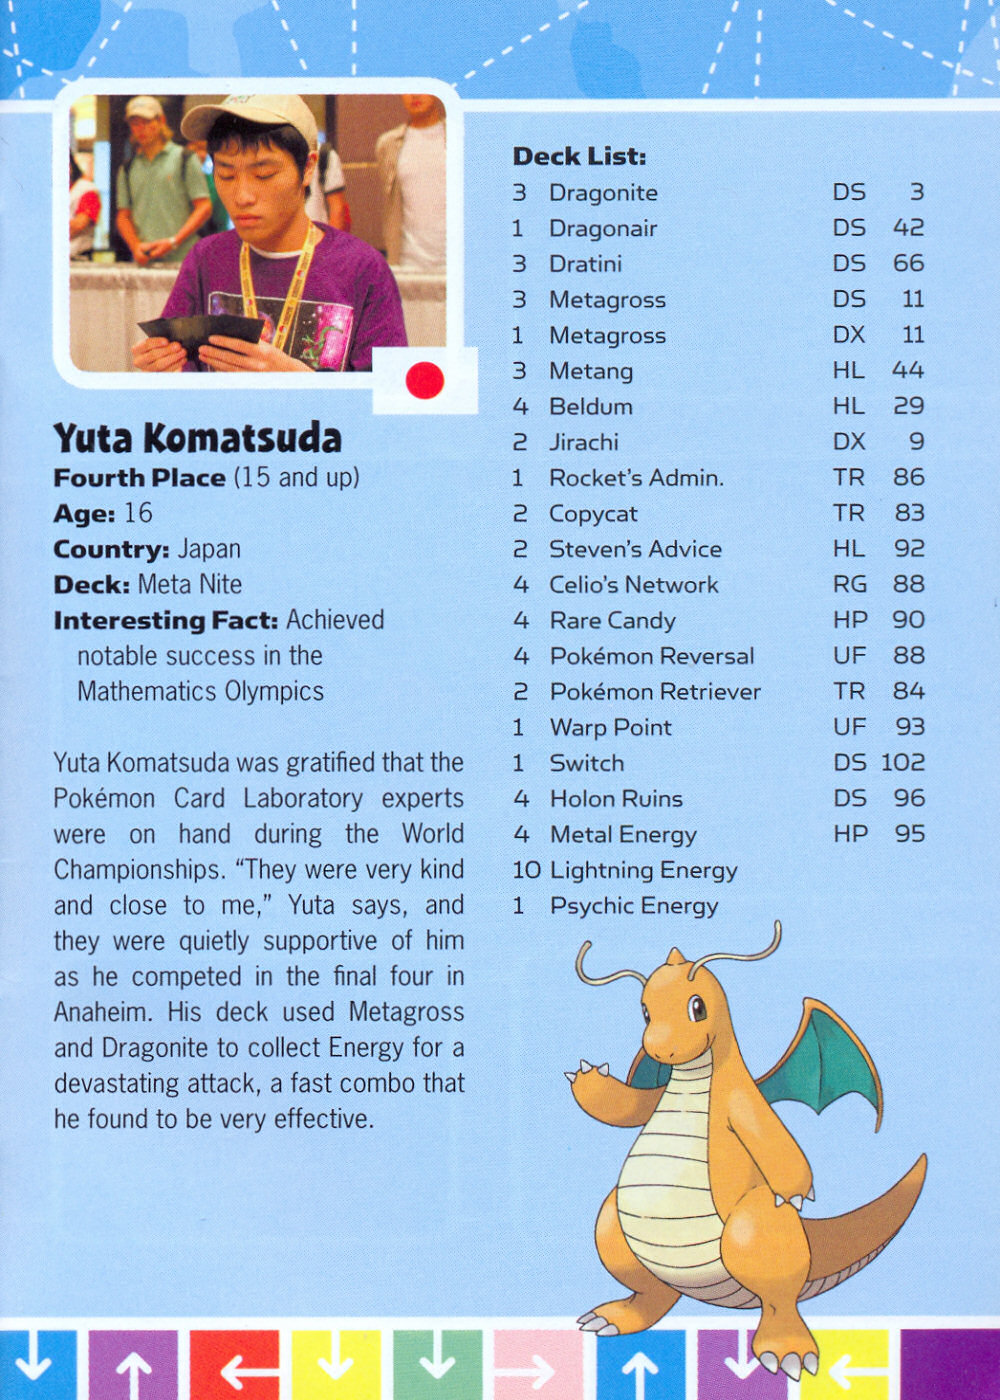 Yuta Komatsuda
Fourth Place (15 and up)
Age: 16
Country: Japan
Deck: Meta Nite
Interesting Fact: Achieved
notable success in the
Mathematics Olympics
Yuta Komatsuda was gratified that the
Pokémon Card Laboratory experts
were on hand during the World
Championships. “They were very kind
and close to me,” Yuta says, and
they were quietly supportive of him
as he competed in the final four in
Anaheim. His deck used Metagross
and Dragonite to collect Energy for a
devastating attack, a fast combo that
he found to be very effective.
Deck List:
3 Dragonite DS 3
1 Dragonair DS 42
3 Dratini DS 66
3 Metagross DS 11
1 Metagross DX 11
3 Metang HL 44
4 Beldum HL 29
2 Jirachi DX 9
1 Rocket’s Admin. TR 86
2 Copycat TR 83
2 Steven’s Advice HL 92
4 Celio’s Network RG 88
4 Rare Candy HP 90
4 Pokémon Reversal UF 88
2 Pokémon Retriever TR 84
1 Warp Point UF 93
1 Switch DS 102
4 Holon Ruins DS 96
4 Metal Energy HP 95
10 Lightning Energy
1 Psychic Energy